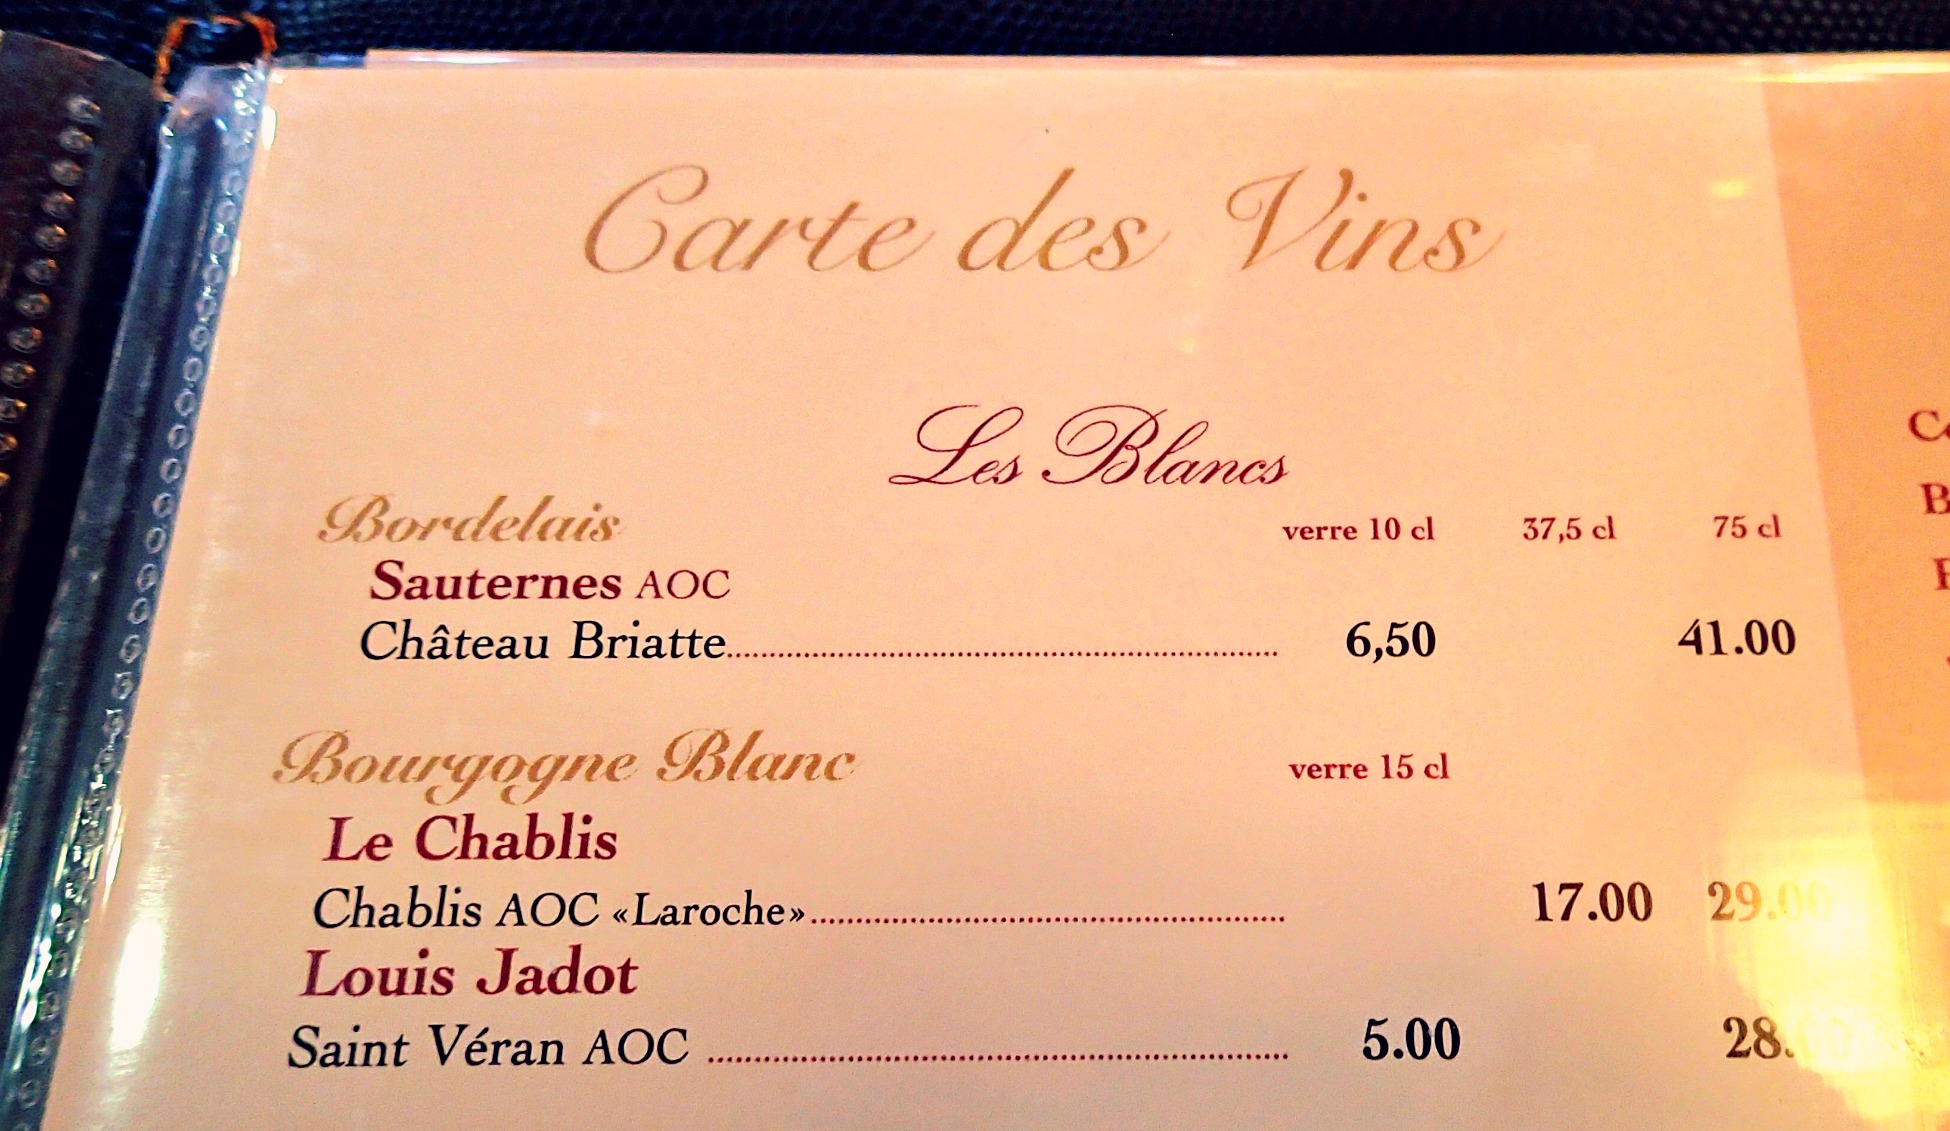 Carte des Vins
Les Blancs
Bordelais verre 10 cl 37,5 cl 75 cl
Sauternes AOC
Château Briatte 6,50 41.00
Bourgogne Blanc verre 15 cl
Le Chablis
Chablis AOC «Laroche» 17.00 29.00
Louis Jadot
Saint Véran AOC 5.00